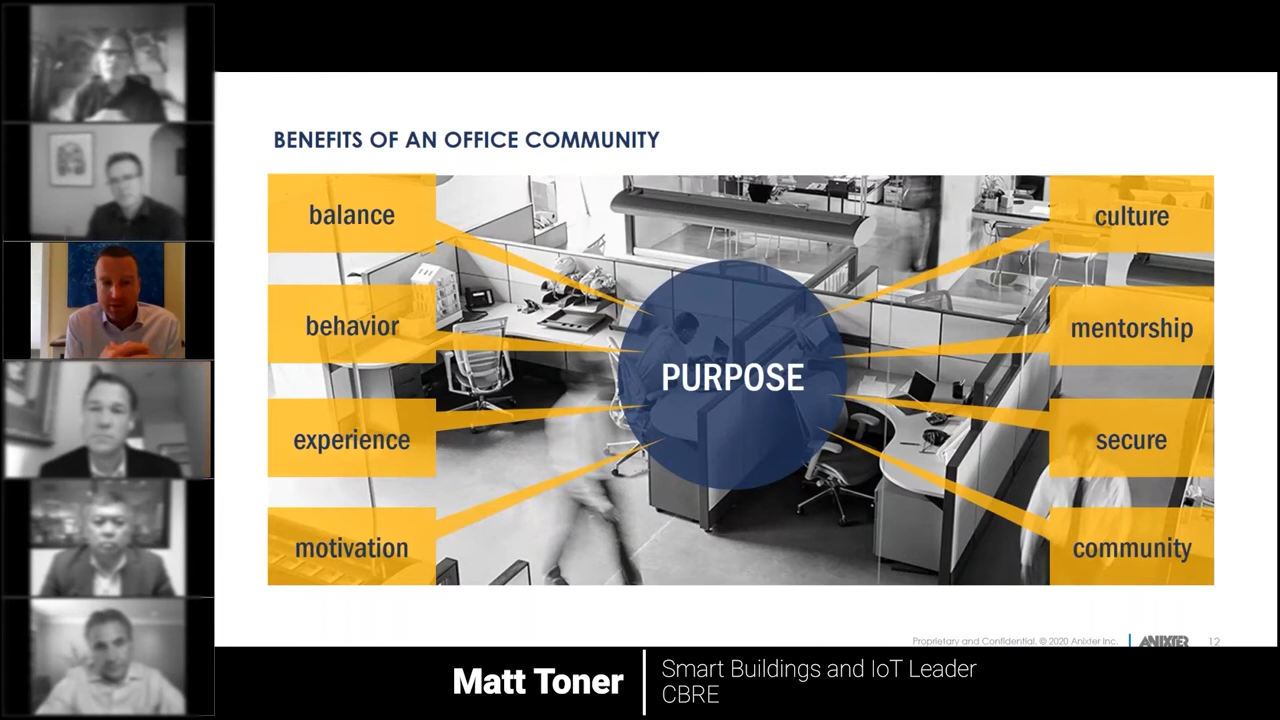 BENEFITS OF AN OFFICE COMMUNITY
balance
behavior
experience
motivation
PURPOSE
culture
mentorship
secure
community
Proprietary and Confidential. © 2020 Anixter Inc.
ANIXTER
12
Matt Toner
Smart Buildings and IoT Leader
CBRE